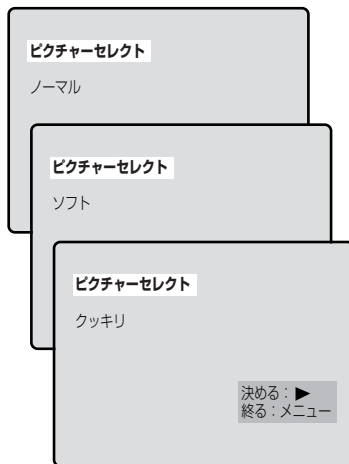 ピクチャーセレクト
ノーマル
ピクチャーセレクト
ソフト
ピクチャーセレクト
クッキリ
決める：▶
終る：メニュー